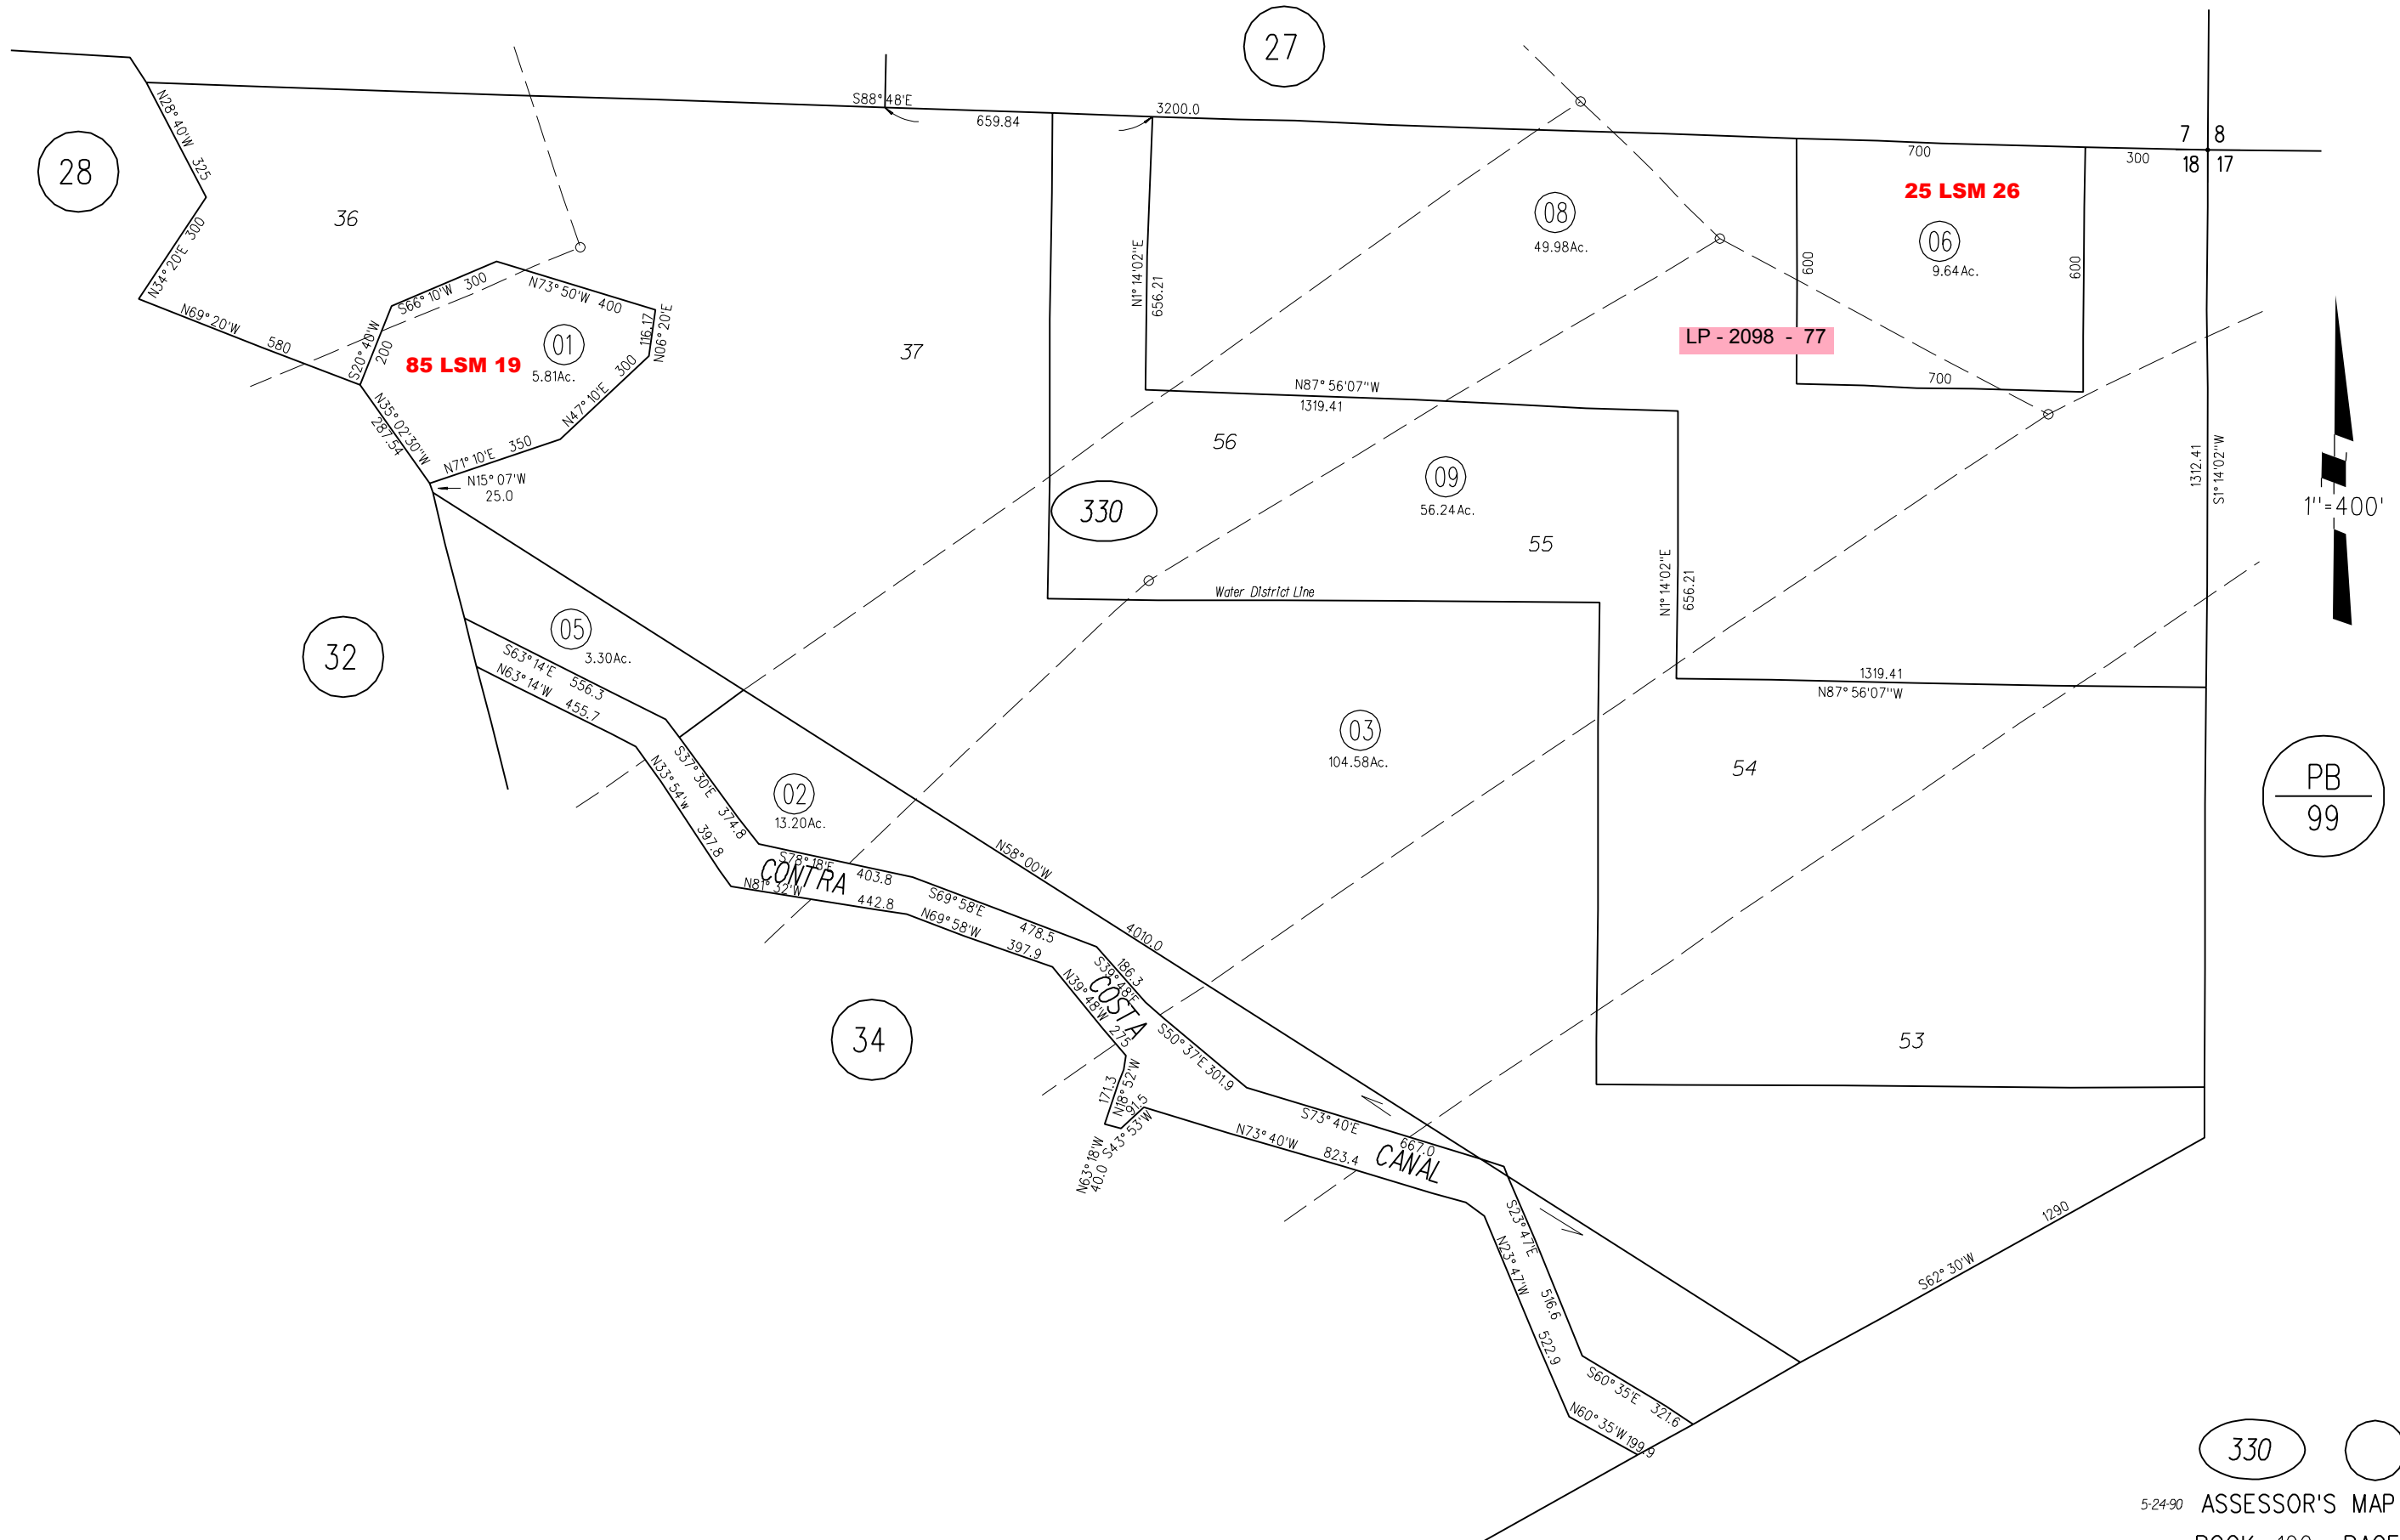 27
28
7 8
18 17
S88°48'E
659.84
3200.0
700
300
N28°40'W 325
N34°20'E 300
N69°20'W 580
36
S66°10'W 300
N73°50'W 400
S20°40'W
200
116.17
N06°20'E
85 LSM 19
01
5.81Ac.
N47°10'E 300
N35°02'30"W
287.54
N71°10'E 350
N15°07'W
25.0
37
N1°14'02"E
656.21
08
49.98Ac.
25 LSM 26
06
9.64Ac.
600
600
LP - 2098 - 77
700
N87°56'07"W
1319.41
56
330
09
56.24Ac.
55
Water District Line
N1°14'02"E
656.21
1312.41
S1°14'02"W
1"=400'
1319.41
N87°56'07"W
32
05
3.30Ac.
S63°14'E 556.3
N63°14'W 455.7
03
104.58Ac.
54
PB
99
S37°30'E 374.8
N33°54'W 397.8
02
13.20Ac.
S78°18'E 403.8
CONTRA
N81°32'W 442.8
N58°00'W
4010.0
S69°58'E 478.5
N69°58'W 397.9
186.3
S39°48'E
COSTA
N39°48'W 275
34
S50°37'E 301.9
53
171.3
N18°52'W
91.5
S43°53'W
N63°18'W
40.0
S73°40'E 667.0
N73°40'W 823.4
CANAL
S23°47'E 516.6
N23°47'W 522.9
1290
S62°30'W
S60°35'E 321.6
N60°35'W 199.9
330
5-24-90 ASSESSOR'S MAP